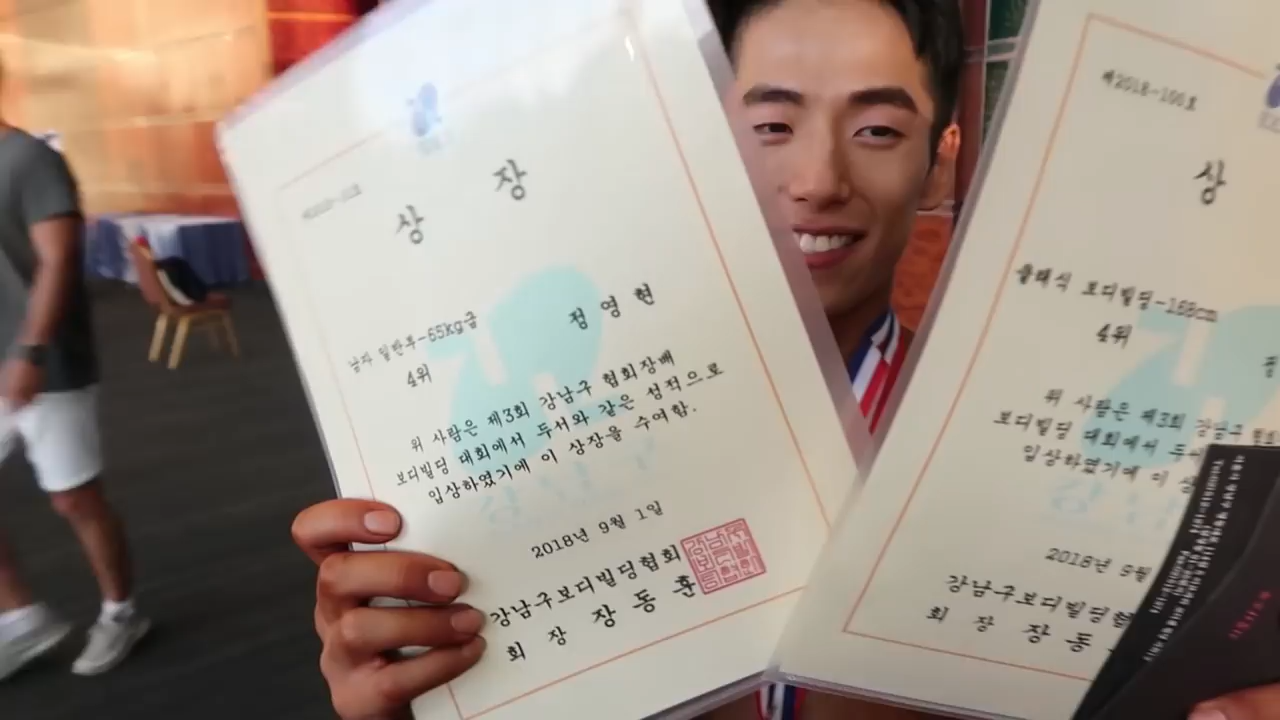 상 장
남자 일반부-65kg급
정 영 현
4위
위 사람은 제3회 강남구 협회장배
보디빌딩 대회에서 두서와 같은 성적으로
입상하였기에 이 상장을 수여함.
2018년 9월 1일
강남구보디빌딩협회
회 장 장 동 훈
제2018-100호
상
클래식 보디빌딩-168cm
4위
위 사람은 제3회 강남구
보디빌딩 대회에서
입상하였기에 이
2018년 9월
강남구보디빌딩
회 장 장 동